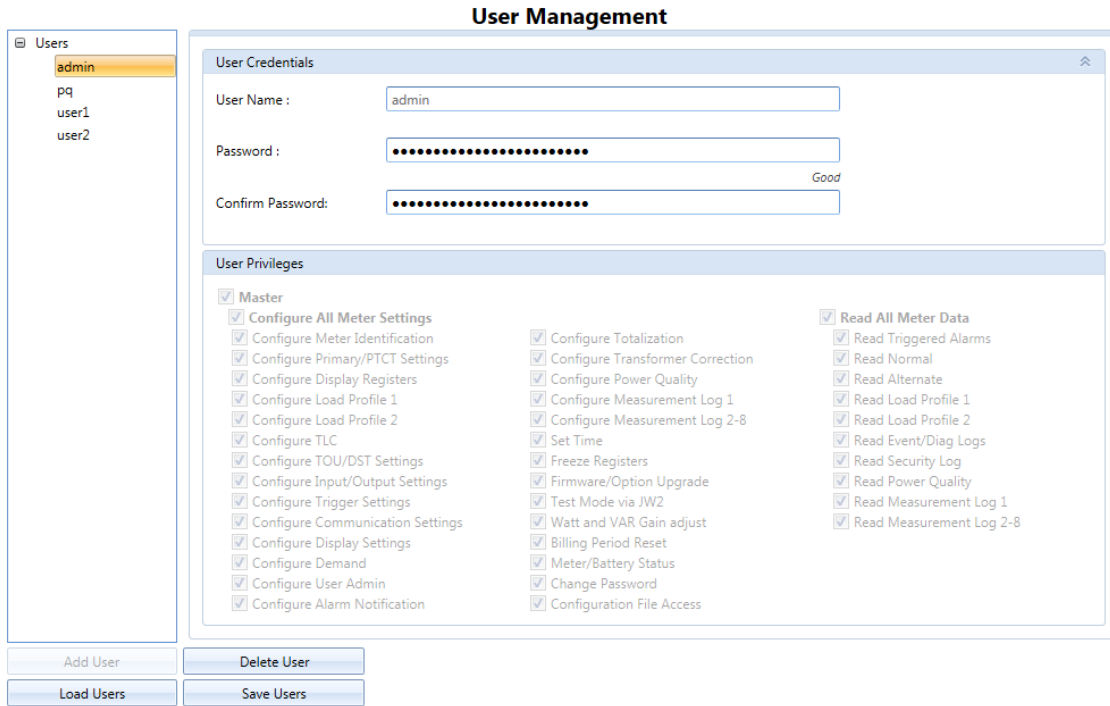 User Management
Users
admin
pq
user1
user2
User Credentials
User Name :
admin
Password :
●●●●●●●●●●●●●●●●●●●●●●●●
Good
Confirm Password:
●●●●●●●●●●●●●●●●●●●●●●●●
User Privileges
Master
Configure All Meter Settings
Configure Meter Identification
Configure Primary/PTCT Settings
Configure Display Registers
Configure Load Profile 1
Configure Load Profile 2
Configure TLC
Configure TOU/DST Settings
Configure Input/Output Settings
Configure Trigger Settings
Configure Communication Settings
Configure Display Settings
Configure Demand
Configure User Admin
Configure Alarm Notification
Configure Totalization
Configure Transformer Correction
Configure Power Quality
Configure Measurement Log 1
Configure Measurement Log 2-8
Set Time
Freeze Registers
Firmware/Option Upgrade
Test Mode via JW2
Watt and VAR Gain adjust
Billing Period Reset
Meter/Battery Status
Change Password
Configuration File Access
Read All Meter Data
Read Triggered Alarms
Read Normal
Read Alternate
Read Load Profile 1
Read Load Profile 2
Read Event/Diag Logs
Read Security Log
Read Power Quality
Read Measurement Log 1
Read Measurement Log 2-8
Add User
Delete User
Load Users
Save Users